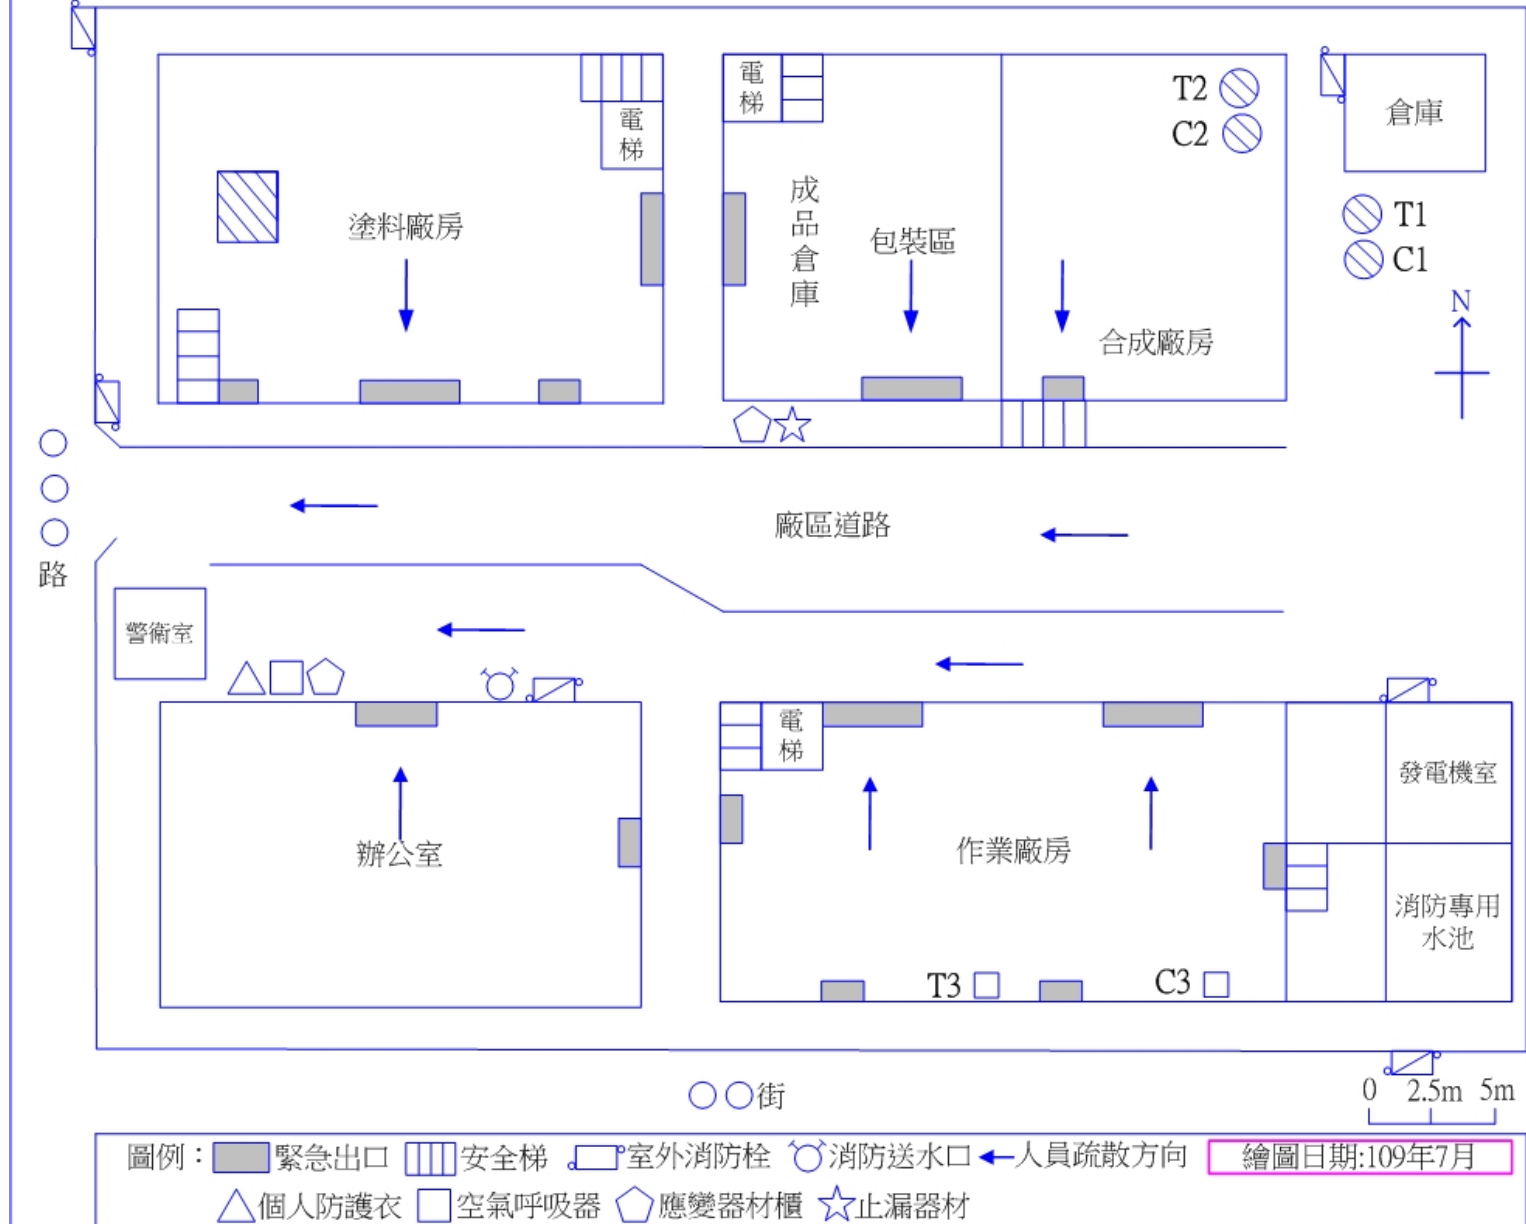 電梯
電梯
T2
C2
倉庫
成品倉庫
塗料廠房
包裝區
T1
C1
N
合成廠房
○○○路
廠區道路
警衛室
電梯
發電機室
辦公室
作業廠房
消防專用
水池
T3
C3
○○街
0 2.5m 5m
圖例：緊急出口 安全梯 室外消防栓 消防送水口 人員疏散方向 繪圖日期:109年7月
個人防護衣 空氣呼吸器 應變器材櫃 止漏器材